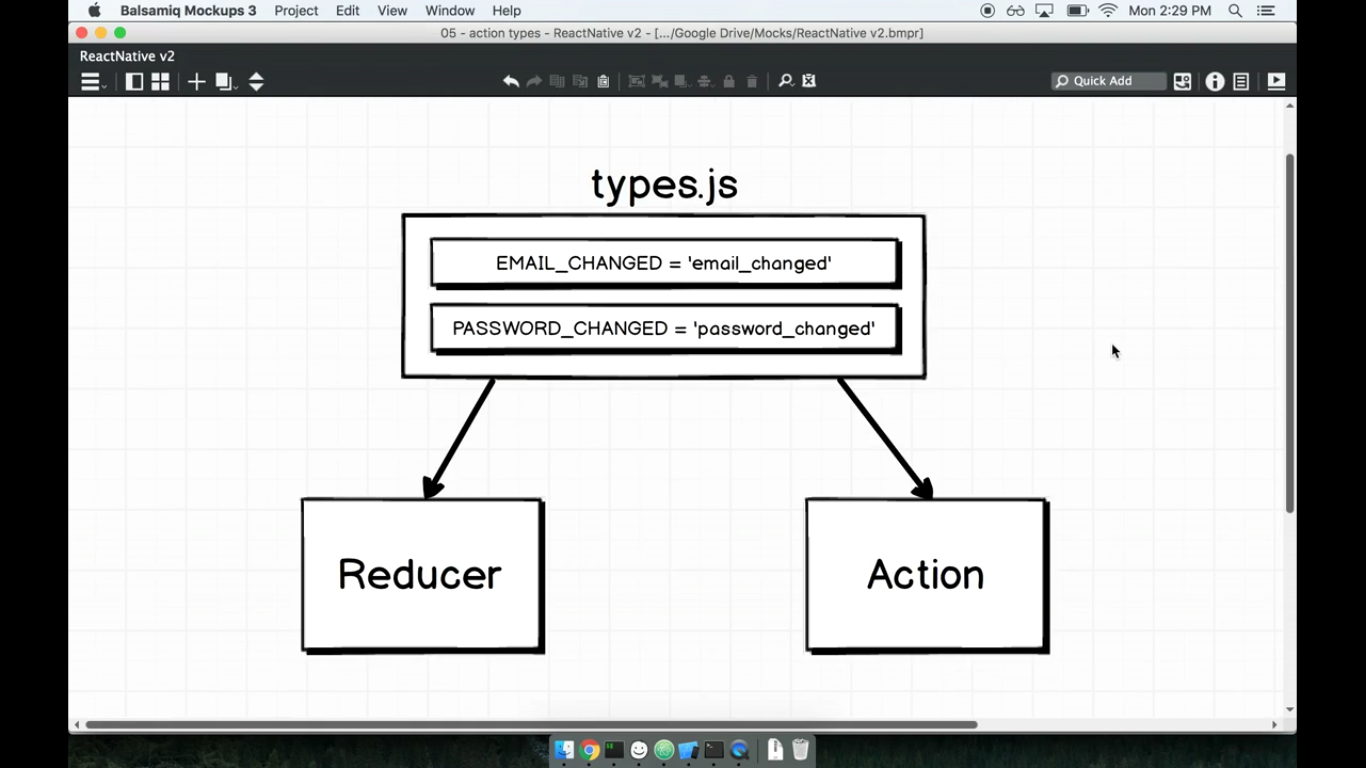 Balsamiq Mockups 3 Project Edit View Window Help Mon 2:29 PM
05 - action types - ReactNative v2 - [.../Google Drive/Mocks/ReactNative v2.bmpr]
ReactNative v2
Quick Add
types.js
EMAIL_CHANGED = 'email_changed'
PASSWORD_CHANGED = 'password_changed'
Reducer Action